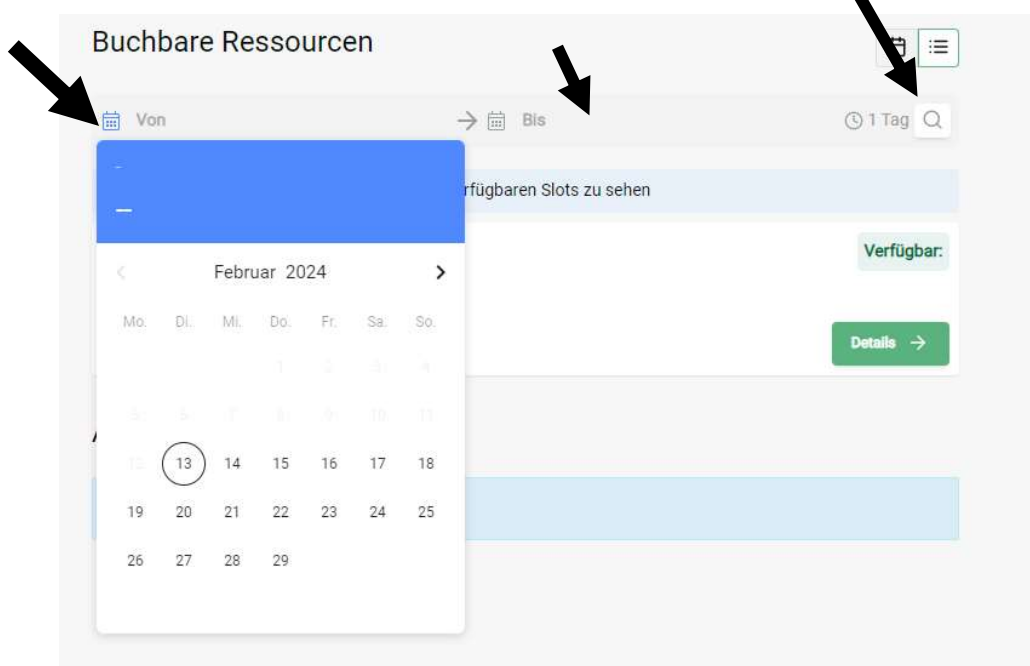 Buchbare Ressourcen
Von
Bis
1 Tag
rfügbaren Slots zu sehen
Verfügbar:
Februar 2024
Mo. Di. Mi. Do. Fr. Sa. So.
1 2 3 4
5 6 7 8 9 10 11
12 13 14 15 16 17 18
19 20 21 22 23 24 25
26 27 28 29
Details